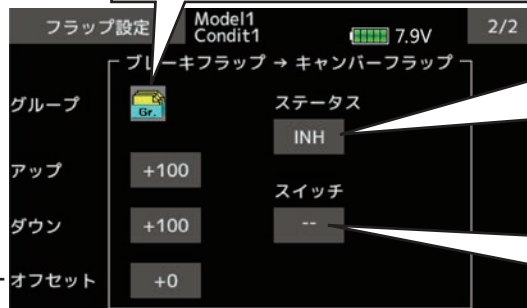 フラップ設定
Model1
Condit1
7.9V
2/2
ブレーキフラップ → キャンバーフラップ
グループ
Gr.
ステータス
INH
アップ
+100
スイッチ
--
ダウン
+100
オフセット
+0